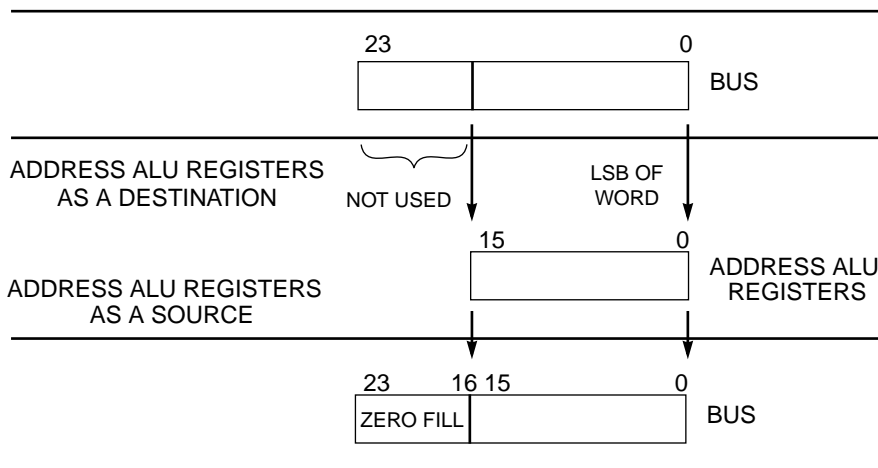 23 0
BUS
ADDRESS ALU REGISTERS
AS A DESTINATION
NOT USED
LSB OF
WORD
15 0
ADDRESS ALU
REGISTERS
ADDRESS ALU REGISTERS
AS A SOURCE
23 16 15 0
ZERO FILL
BUS